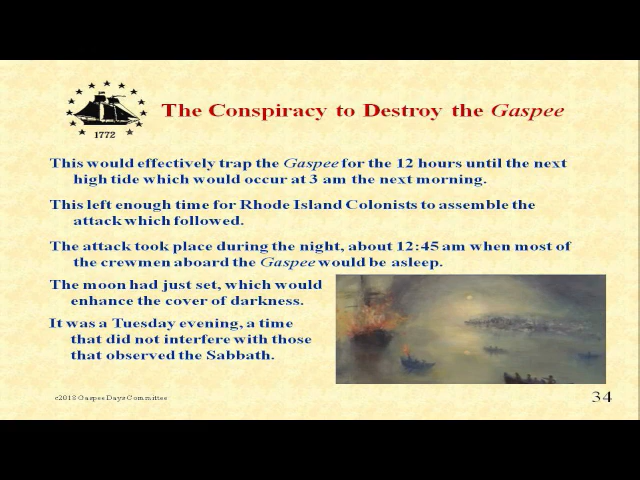 The Conspiracy to Destroy the Gaspee
1772
This would effectively trap the Gaspee for the 12 hours until the next
high tide which would occur at 3 am the next morning.
This left enough time for Rhode Island Colonists to assemble the
attack which followed.
The attack took place during the night, about 12:45 am when most of
the crewmen aboard the Gaspee would be asleep.
The moon had just set, which would
enhance the cover of darkness.
It was a Tuesday evening, a time
that did not interfere with those
that observed the Sabbath.
c2018 Gaspee Days Committee
34